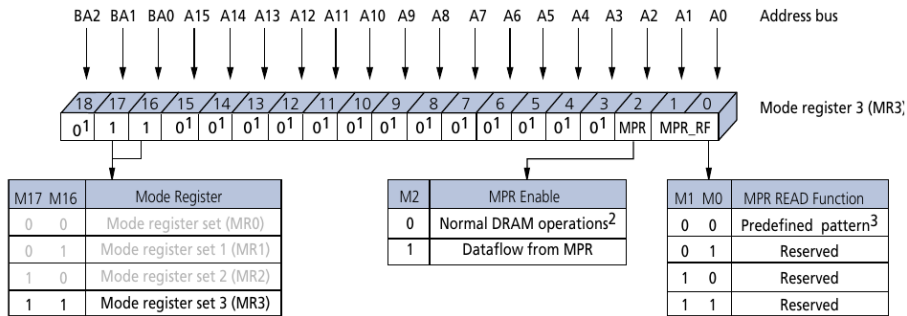 BA2 BA1 BA0 A15 A14 A13 A12 A11 A10 A9 A8 A7 A6 A5 A4 A3 A2 A1 A0 Address bus
18 17 16 15 14 13 12 11 10 9 8 7 6 5 4 3 2 1 0
Mode register 3 (MR3)
0¹ 1 1 0¹ 0¹ 0¹ 0¹ 0¹ 0¹ 0¹ 0¹ 0¹ 0¹ 0¹ 0¹ 0¹ MPR MPR_RF
M17 M16 Mode Register
0 0 Mode register set (MR0)
0 1 Mode register set 1 (MR1)
1 0 Mode register set 2 (MR2)
1 1 Mode register set 3 (MR3)
M2 MPR Enable
0 Normal DRAM operations²
1 Dataflow from MPR
M1 M0 MPR READ Function
0 0 Predefined pattern³
0 1 Reserved
1 0 Reserved
1 1 Reserved